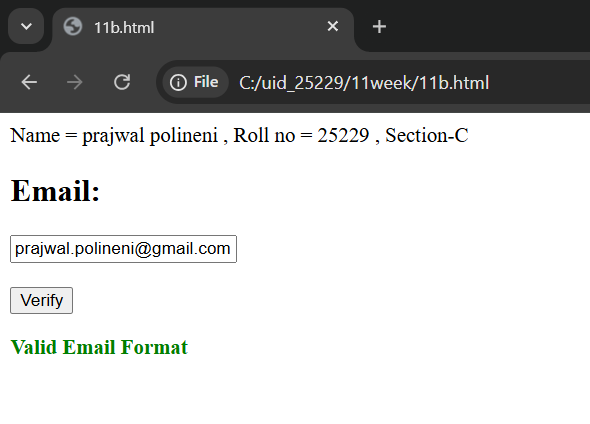 11b.html
File C:/uid_25229/11week/11b.html
Name = prajwal polineni , Roll no = 25229 , Section-C
Email:
prajwal.polineni@gmail.com
Verify
Valid Email Format